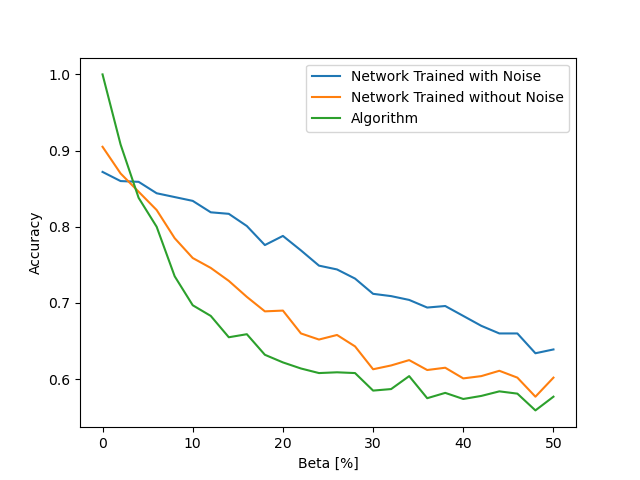 Network Trained with Noise
Network Trained without Noise
Algorithm
1.0
0.9
0.8
0.7
0.6
Accuracy
0 10 20 30 40 50
Beta [%]